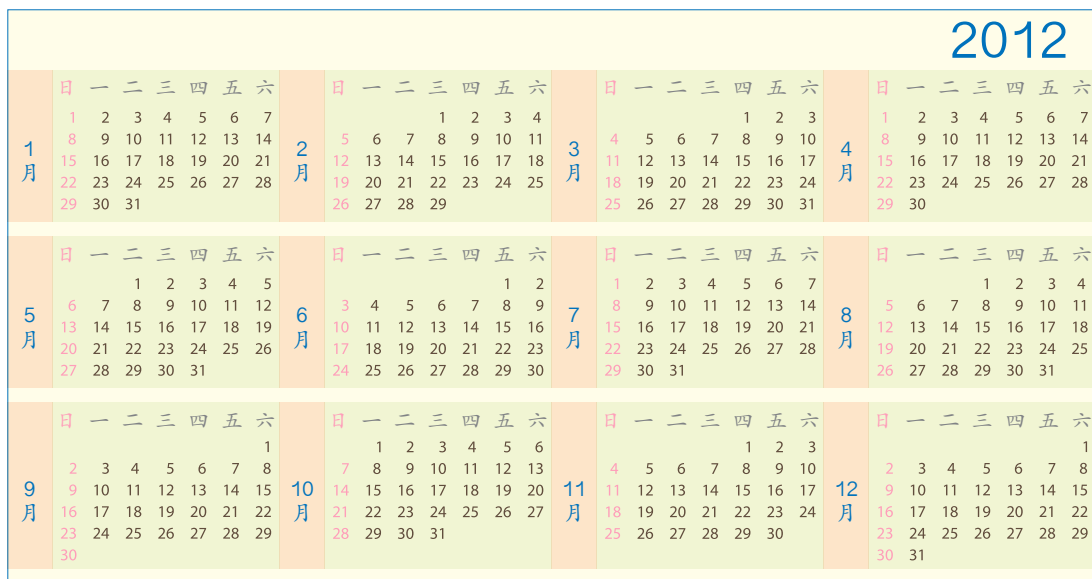 2012
1月
日 一 二 三 四 五 六
1 2 3 4 5 6 7
8 9 10 11 12 13 14
15 16 17 18 19 20 21
22 23 24 25 26 27 28
29 30 31
2月
日 一 二 三 四 五 六
1 2 3 4
5 6 7 8 9 10 11
12 13 14 15 16 17 18
19 20 21 22 23 24 25
26 27 28 29
3月
日 一 二 三 四 五 六
1 2 3
4 5 6 7 8 9 10
11 12 13 14 15 16 17
18 19 20 21 22 23 24
25 26 27 28 29 30 31
4月
日 一 二 三 四 五 六
1 2 3 4 5 6 7
8 9 10 11 12 13 14
15 16 17 18 19 20 21
22 23 24 25 26 27 28
29 30
5月
日 一 二 三 四 五 六
1 2 3 4 5
6 7 8 9 10 11 12
13 14 15 16 17 18 19
20 21 22 23 24 25 26
27 28 29 30 31
6月
日 一 二 三 四 五 六
1 2
3 4 5 6 7 8 9
10 11 12 13 14 15 16
17 18 19 20 21 22 23
24 25 26 27 28 29 30
7月
日 一 二 三 四 五 六
1 2 3 4 5 6 7
8 9 10 11 12 13 14
15 16 17 18 19 20 21
22 23 24 25 26 27 28
29 30 31
8月
日 一 二 三 四 五 六
1 2 3 4
5 6 7 8 9 10 11
12 13 14 15 16 17 18
19 20 21 22 23 24 25
26 27 28 29 30 31
9月
日 一 二 三 四 五 六
1
2 3 4 5 6 7 8
9 10 11 12 13 14 15
16 17 18 19 20 21 22
23 24 25 26 27 28 29
30
10月
日 一 二 三 四 五 六
1 2 3 4 5 6
7 8 9 10 11 12 13
14 15 16 17 18 19 20
21 22 23 24 25 26 27
28 29 30 31
11月
日 一 二 三 四 五 六
1 2 3
4 5 6 7 8 9 10
11 12 13 14 15 16 17
18 19 20 21 22 23 24
25 26 27 28 29 30
12月
日 一 二 三 四 五 六
1
2 3 4 5 6 7 8
9 10 11 12 13 14 15
16 17 18 19 20 21 22
23 24 25 26 27 28 29
30 31